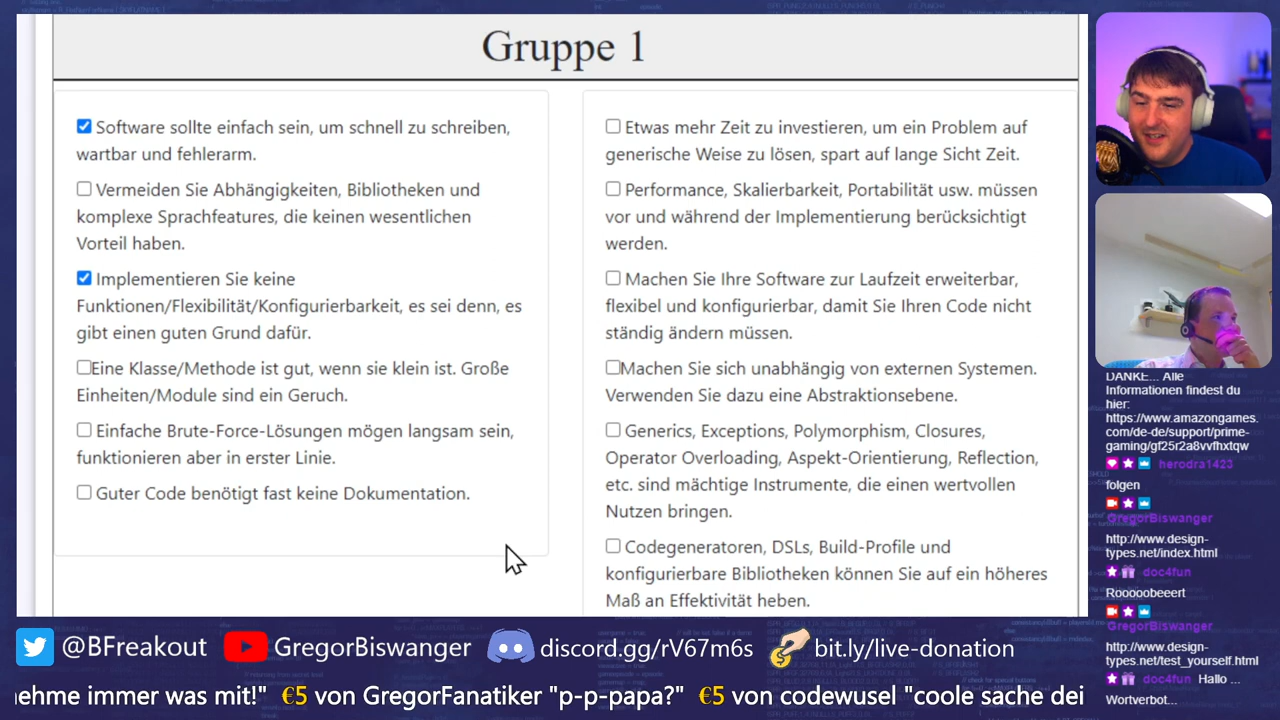 Gruppe 1
Software sollte einfach sein, um schnell zu schreiben,
wartbar und fehlerarm.
Vermeiden Sie Abhängigkeiten, Bibliotheken und
komplexe Sprachfeatures, die keinen wesentlichen
Vorteil haben.
Implementieren Sie keine
Funktionen/Flexibilität/Konfigurierbarkeit, es sei denn, es
gibt einen guten Grund dafür.
Eine Klasse/Methode ist gut, wenn sie klein ist. Große
Einheiten/Module sind ein Geruch.
Einfache Brute-Force-Lösungen mögen langsam sein,
funktionieren aber in erster Linie.
Guter Code benötigt fast keine Dokumentation.
Etwas mehr Zeit zu investieren, um ein Problem auf
generische Weise zu lösen, spart auf lange Sicht Zeit.
Performance, Skalierbarkeit, Portabilität usw. müssen
vor und während der Implementierung berücksichtigt
werden.
Machen Sie Ihre Software zur Laufzeit erweiterbar,
flexibel und konfigurierbar, damit Sie Ihren Code nicht
ständig ändern müssen.
Machen Sie sich unabhängig von externen Systemen.
Verwenden Sie dazu eine Abstraktionsebene.
Generics, Exceptions, Polymorphism, Closures,
Operator Overloading, Aspekt-Orientierung, Reflection,
etc. sind mächtige Instrumente, die einen wertvollen
Nutzen bringen.
Codegeneratoren, DSLs, Build-Profile und
konfigurierbare Bibliotheken können Sie auf ein höheres
Maß an Effektivität heben.
DANKE... Alle
Informationen findest du
hier:
https://www.amazongames.
com/de-de/support/prime-
gaming/gf25r2a8vvfhxtqw
herodra1423
folgen
GregorBiswanger
http://www.design-
types.net/index.html
doc4fun
Rooooobeeert
GregorBiswanger
http://www.design-
types.net/test_yourself.html
doc4fun Hallo ...
Wortverbot...
@BFreakout GregorBiswanger discord.gg/rV67m6s bit.ly/live-donation
nehme immer was mit!" €5 von GregorFanatiker "p-p-papa?" €5 von codewusel "coole sache dei